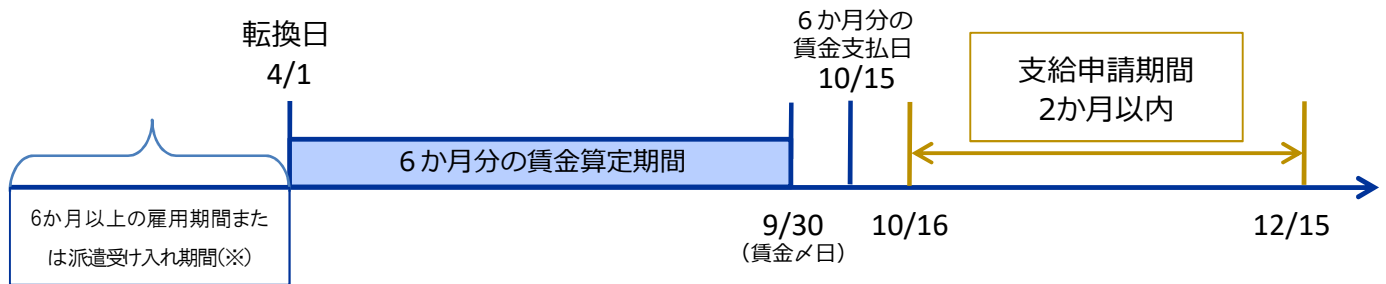 転換日
4/1
６か月分の
賃金支払日
10/15
支給申請期間
2か月以内
６か月分の賃金算定期間
6か月以上の雇用期間また
は派遣受け入れ期間(※)
9/30
（賃金〆日）
10/16
12/15